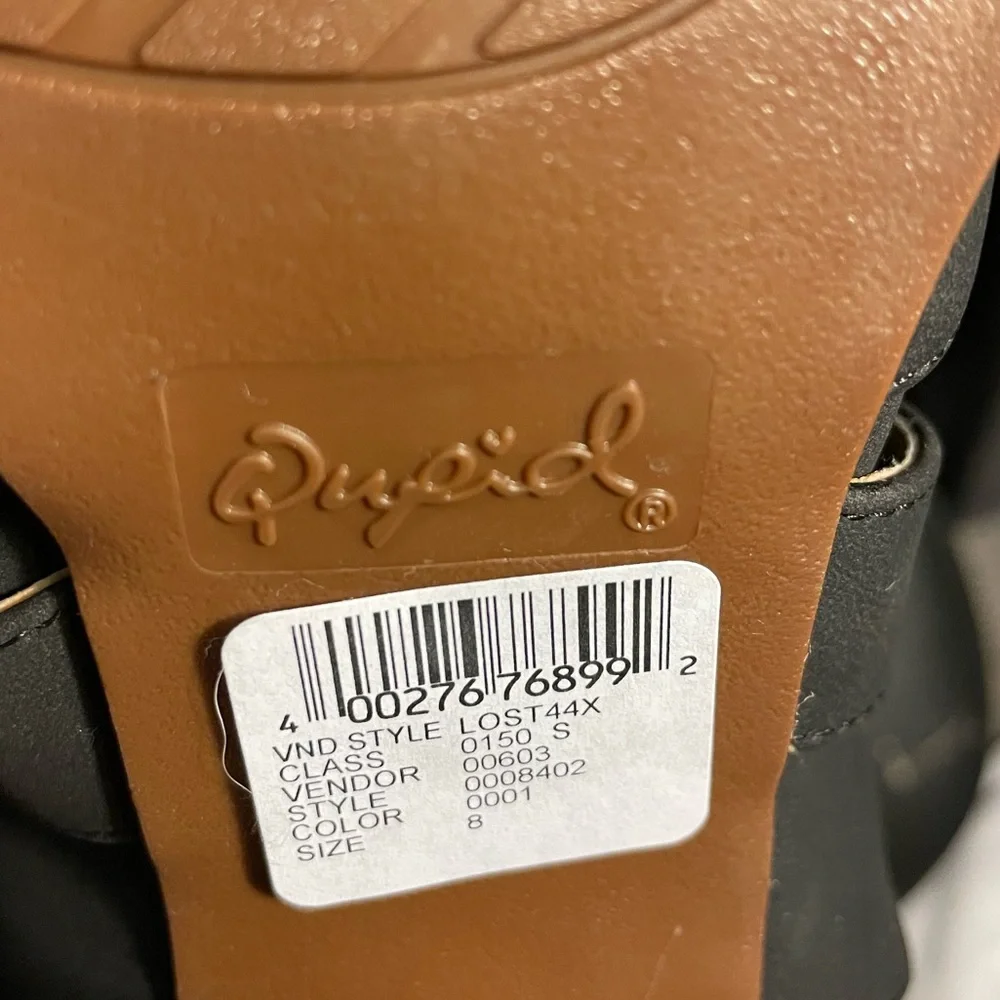 Qupid®
4 00276 76899 2
VND STYLE LOST44X
CLASS 0150 S
VENDOR 00603
STYLE 0008402
COLOR 0001
SIZE 8